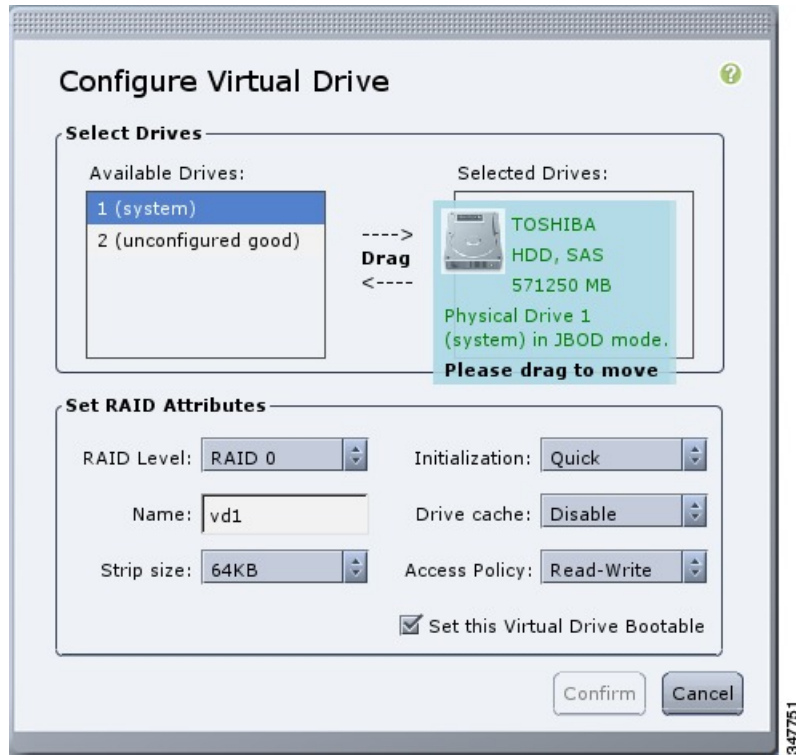 Configure Virtual Drive
Select Drives
Available Drives:
1 (system)
2 (unconfigured good)
---->
Drag
<----
Selected Drives:
TOSHIBA
HDD, SAS
571250 MB
Physical Drive 1
(system) in JBOD mode.
Please drag to move
Set RAID Attributes
RAID Level: RAID 0
Initialization: Quick
Name: vd1
Drive cache: Disable
Strip size: 64KB
Access Policy: Read-Write
Set this Virtual Drive Bootable
Confirm
Cancel
347751